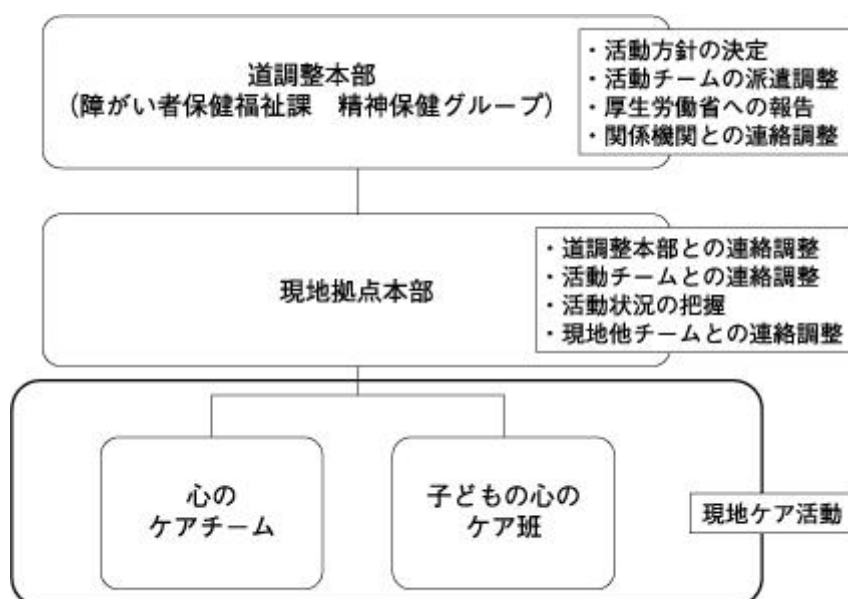 道調整本部
(障がい者保健福祉課　精神保健グループ)
・活動方針の決定
・活動チームの派遣調整
・厚生労働省への報告
・関係機関との連絡調整
現地拠点本部
・道調整本部との連絡調整
・活動チームとの連絡調整
・活動状況の把握
・現地他チームとの連絡調整
心の
ケアチーム
子どもの心の
ケア班
現地ケア活動